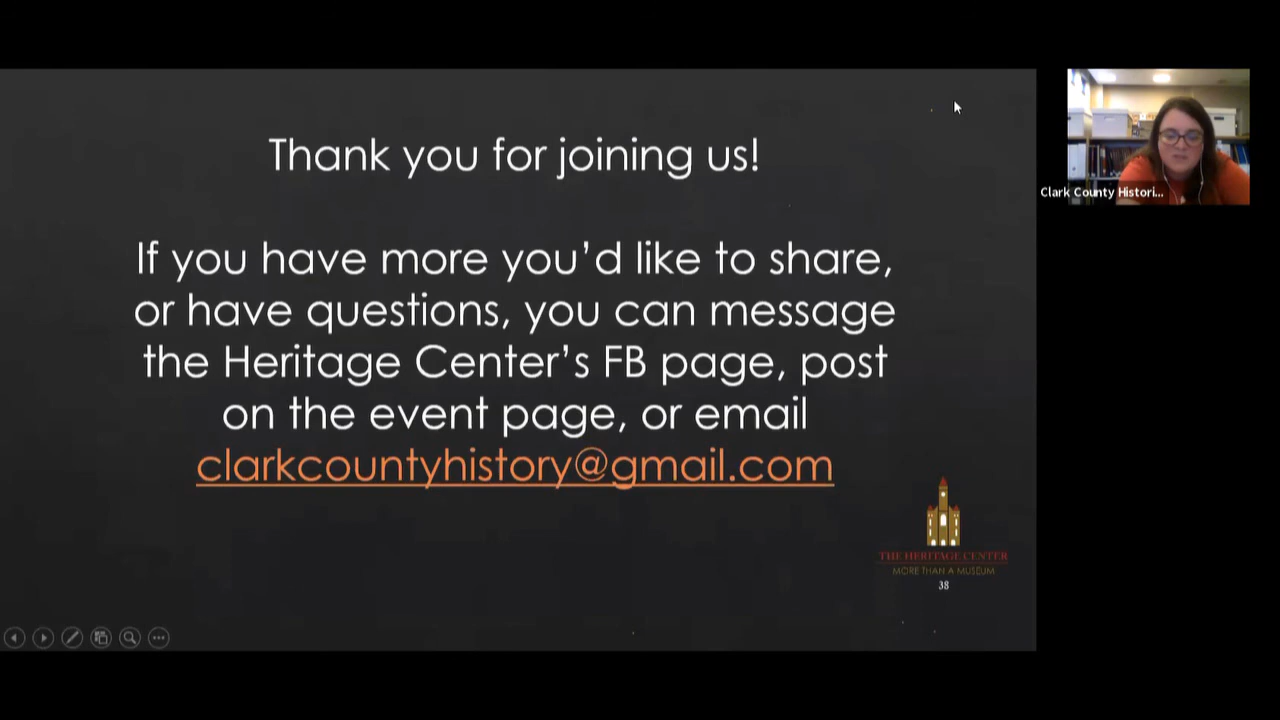 Thank you for joining us!
If you have more you’d like to share,
or have questions, you can message
the Heritage Center’s FB page, post
on the event page, or email
clarkcountyhistory@gmail.com
THE HERITAGE CENTER
MORE THAN A MUSEUM
38
Clark County Histori...